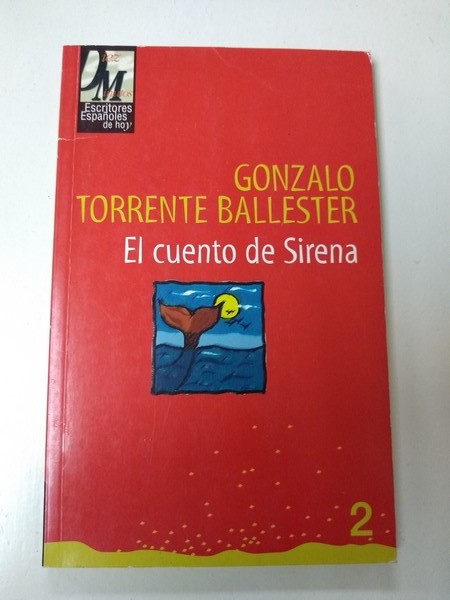 Escritores
Españoles
de hoy
GONZALO
TORRENTE BALLESTER
El cuento de Sirena
2